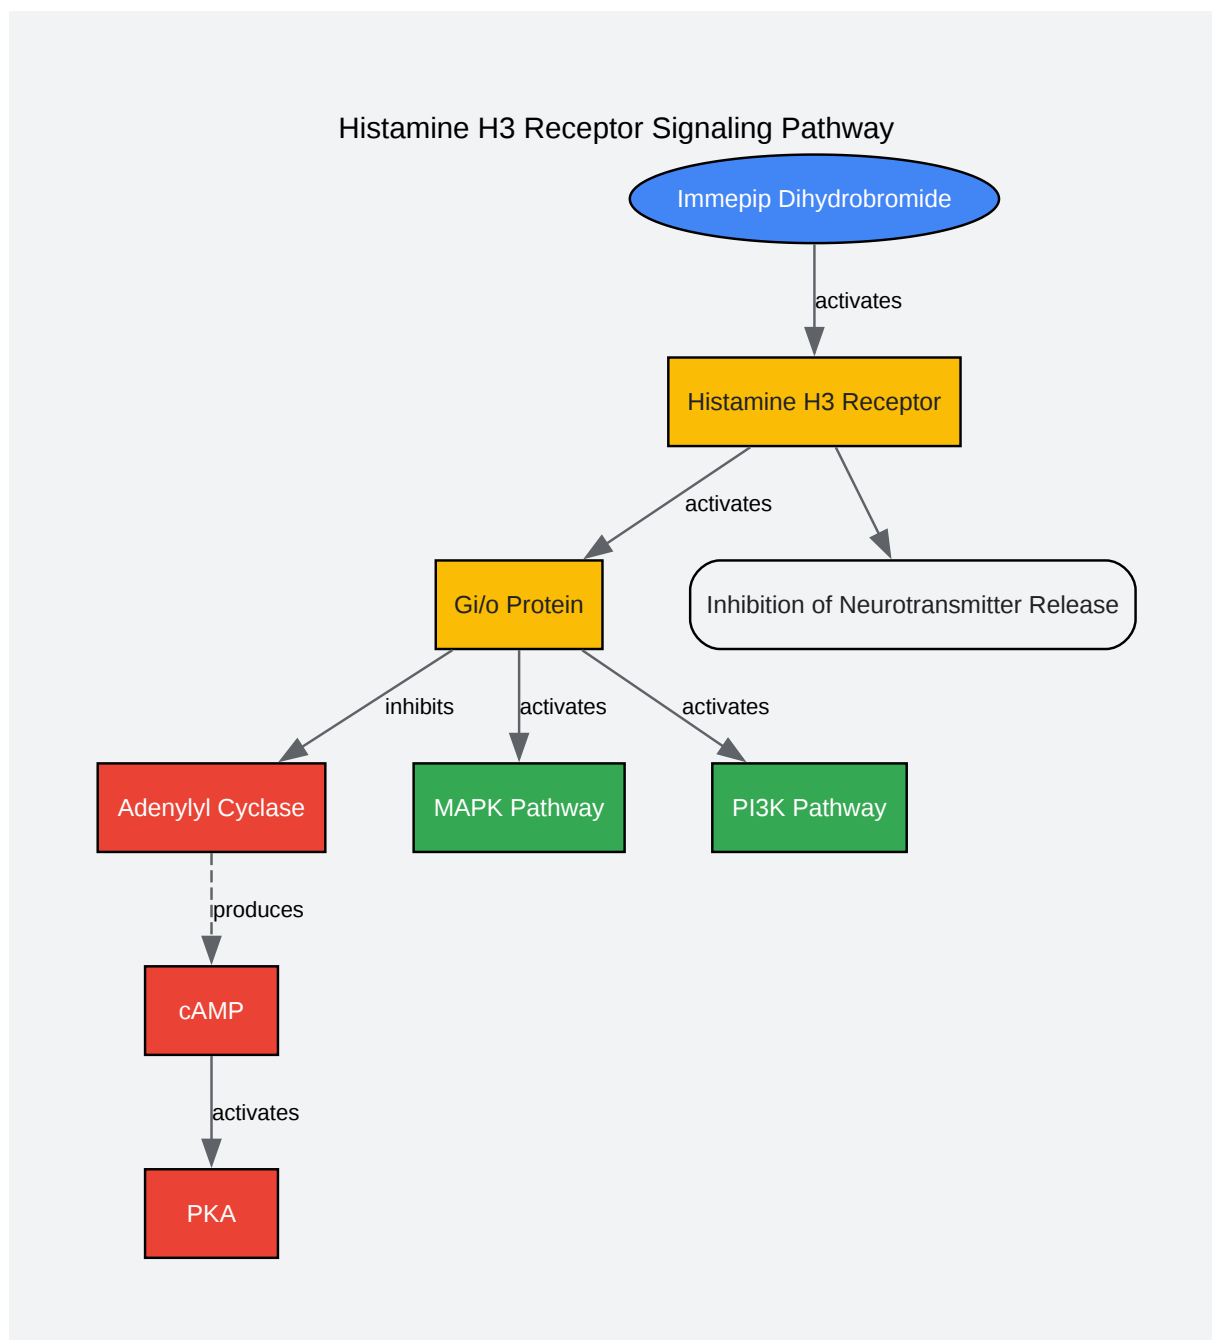 Histamine H3 Receptor Signaling Pathway
Immepip Dihydrobromide
activates
Histamine H3 Receptor
activates
Gi/o Protein
Inhibition of Neurotransmitter Release
inhibits
activates
activates
Adenylyl Cyclase
MAPK Pathway
PI3K Pathway
produces
cAMP
activates
PKA